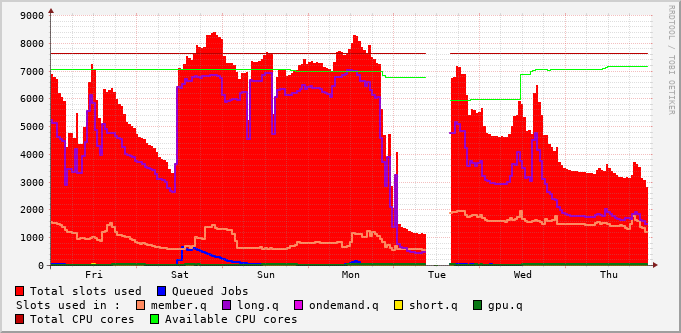 RRDTOOL / TOBI OETIKER
9000
8000
7000
6000
5000
4000
3000
2000
1000
0
Fri Sat Sun Mon Tue Wed Thu
Total slots used Queued Jobs
Slots used in : member.q long.q ondemand.q short.q gpu.q
Total CPU cores Available CPU cores